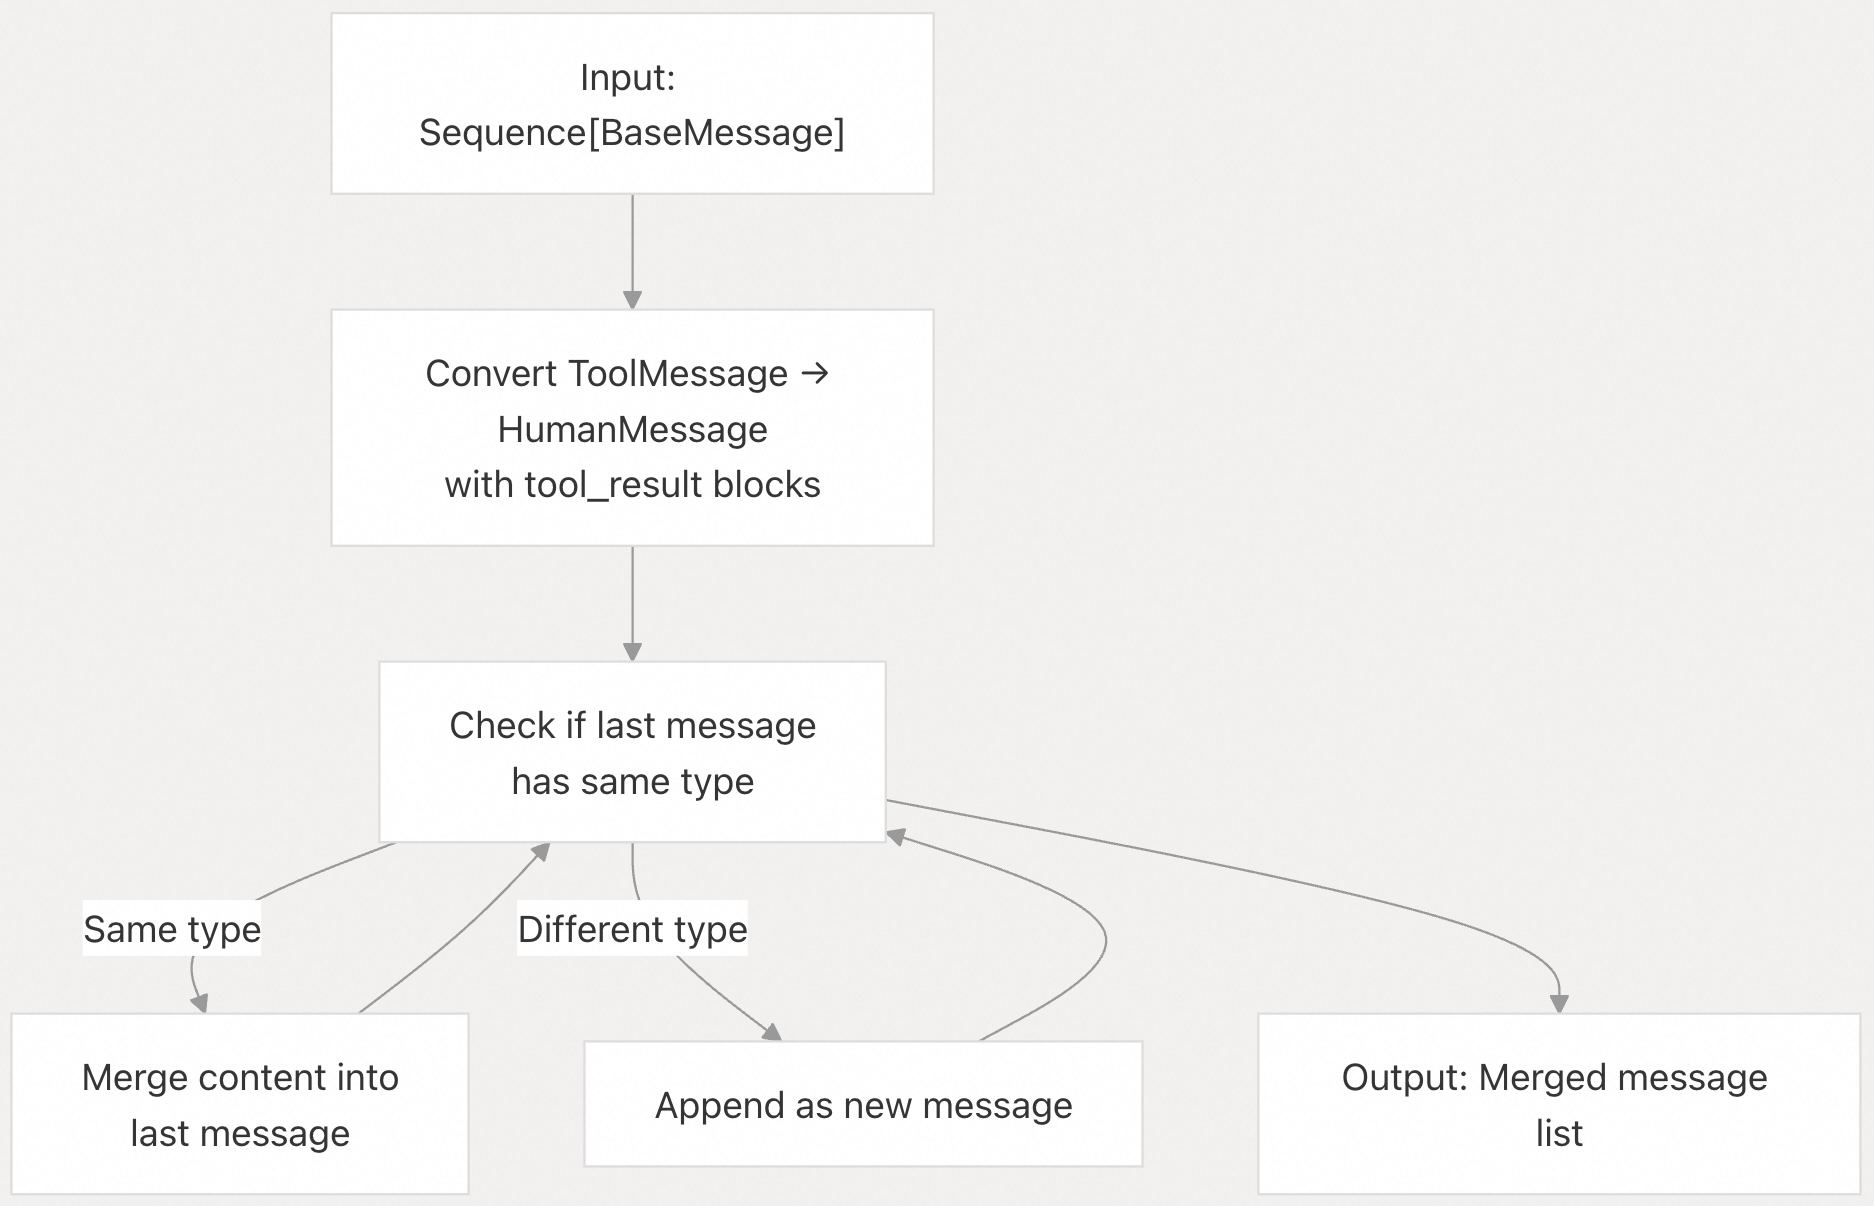 Input:
Sequence[BaseMessage]
Convert ToolMessage →
HumanMessage
with tool_result blocks
Check if last message
has same type
Same type
Different type
Merge content into
last message
Append as new message
Output: Merged message
list